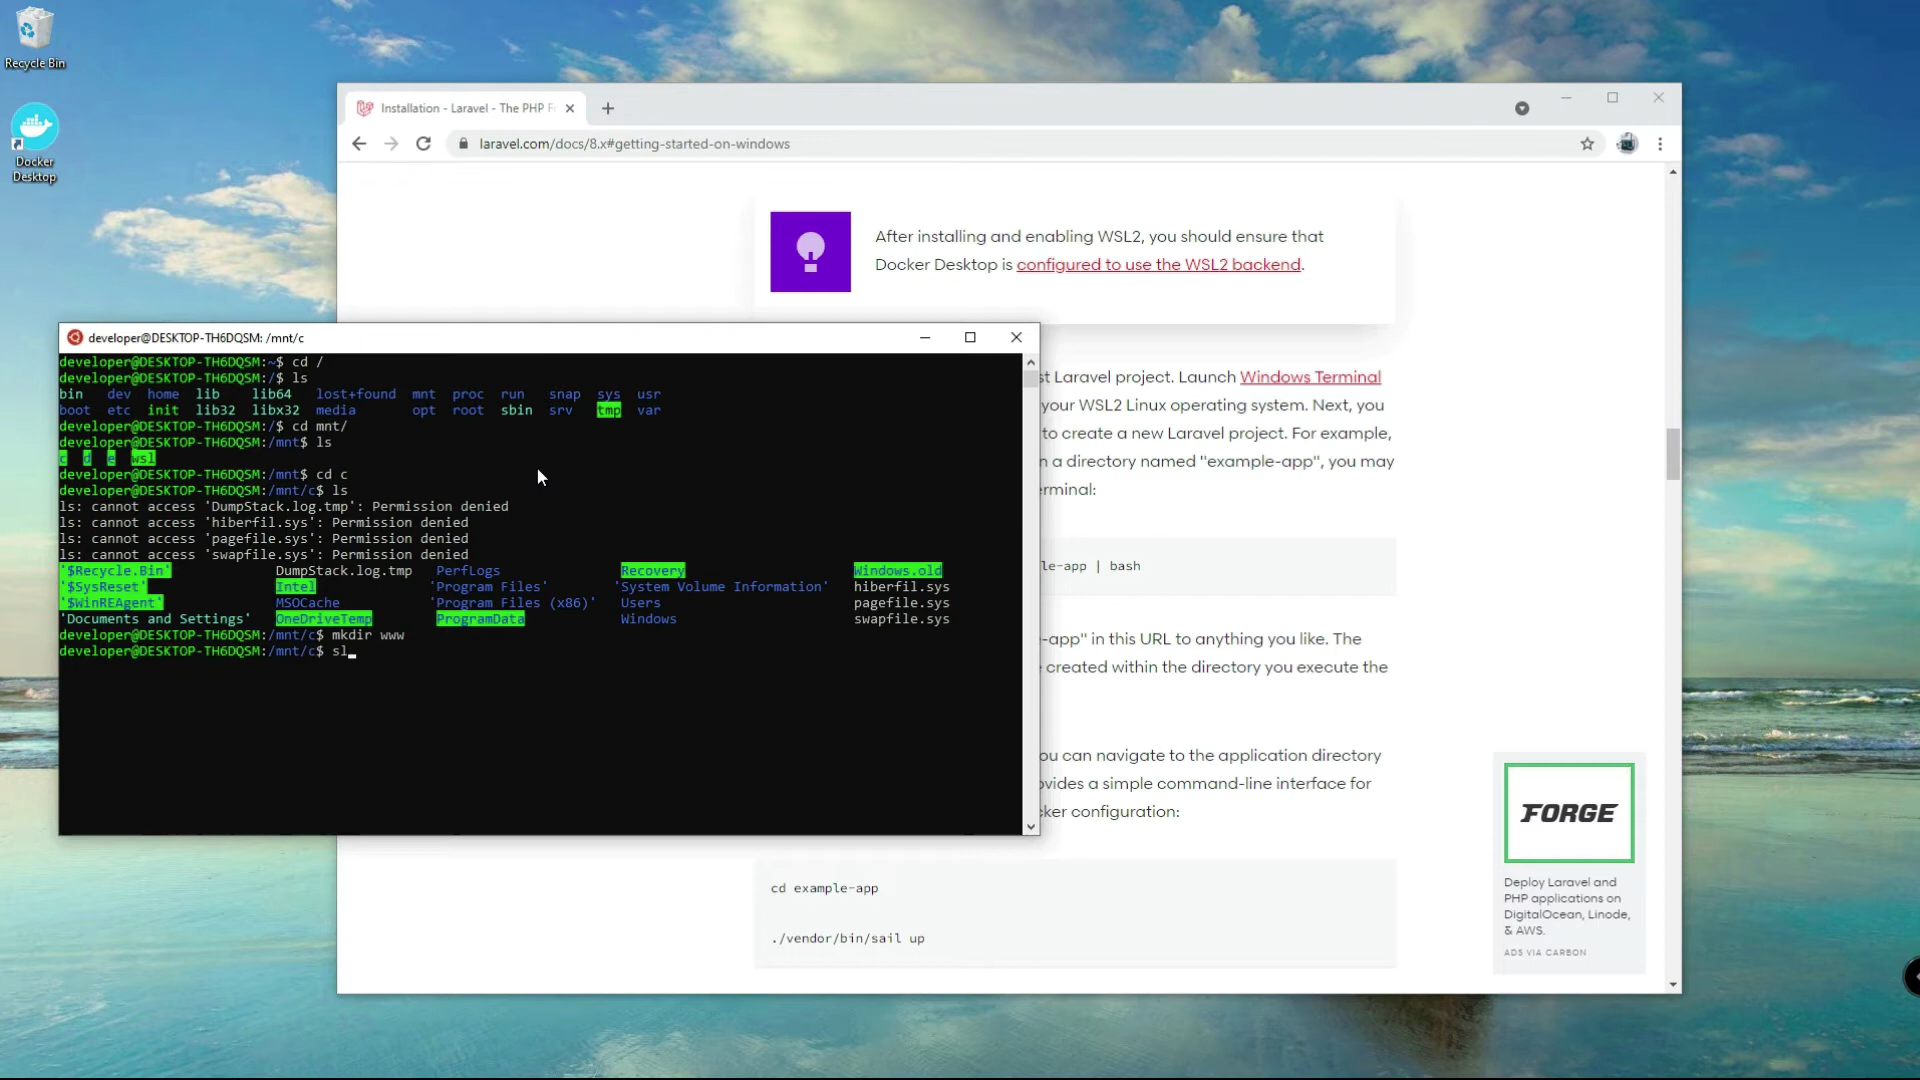 Recycle Bin
Docker
Desktop
Installation - Laravel - The PHP F
laravel.com/docs/8.x#getting-started-on-windows
After installing and enabling WSL2, you should ensure that
Docker Desktop is configured to use the WSL2 backend.
developer@DESKTOP-TH6DQSM: /mnt/c
developer@DESKTOP-TH6DQSM:~$ cd /
developer@DESKTOP-TH6DQSM:/$ ls
bin dev home lib lib64 lost+found mnt proc run snap sys usr
boot etc init lib32 libx32 media opt root sbin srv tmp var
developer@DESKTOP-TH6DQSM:/$ cd mnt/
developer@DESKTOP-TH6DQSM:/mnt$ ls
c d e wsl
developer@DESKTOP-TH6DQSM:/mnt$ cd c
developer@DESKTOP-TH6DQSM:/mnt/c$ ls
ls: cannot access 'DumpStack.log.tmp': Permission denied
ls: cannot access 'hiberfil.sys': Permission denied
ls: cannot access 'pagefile.sys': Permission denied
ls: cannot access 'swapfile.sys': Permission denied
'$Recycle.Bin' DumpStack.log.tmp PerfLogs Recovery Windows.old
'$SysReset' Intel 'Program Files' 'System Volume Information' hiberfil.sys
'$WinREAgent' MSOCache 'Program Files (x86)' Users pagefile.sys
'Documents and Settings' OneDriveTemp ProgramData Windows swapfile.sys
developer@DESKTOP-TH6DQSM:/mnt/c$ mkdir www
developer@DESKTOP-TH6DQSM:/mnt/c$ sl
st Laravel project. Launch Windows Terminal
your WSL2 Linux operating system. Next, you
to create a new Laravel project. For example,
n a directory named "example-app", you may
erminal:
le-app | bash
-app" in this URL to anything you like. The
e created within the directory you execute the
ou can navigate to the application directory
ovides a simple command-line interface for
cker configuration:
cd example-app
./vendor/bin/sail up
FORGE
Deploy Laravel and
PHP applications on
DigitalOcean, Linode,
& AWS.
ADS VIA CARBON